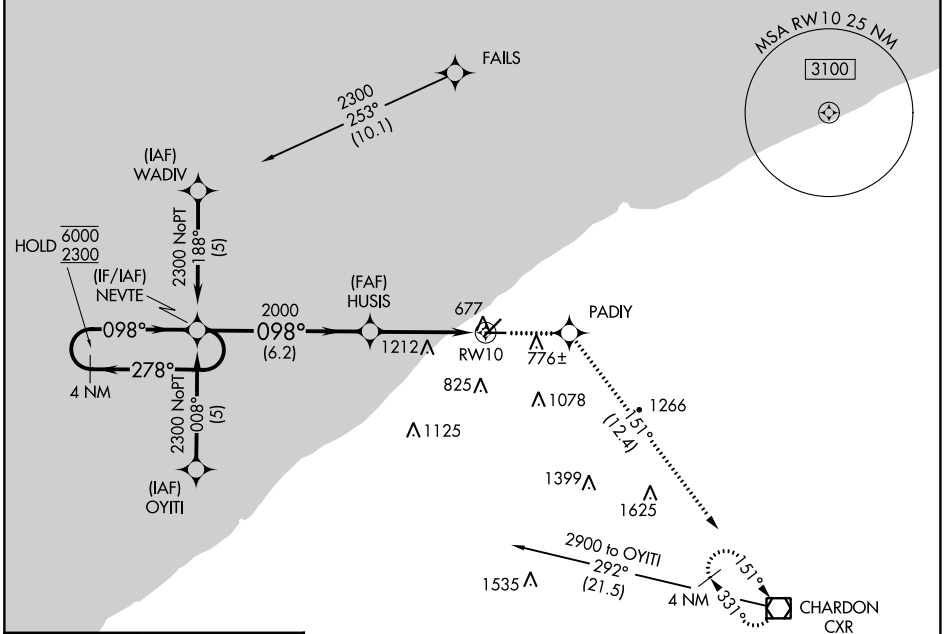 MSA RW10 25 NM
3100
FAILS
2300
253°
(10.1)
(IAF)
WADIV
2300 NoPT
188°
(5)
HOLD
6000
2300
(IF/IAF)
NEVTE
098°
278°
4 NM
2000
098°
(6.2)
(FAF)
HUSIS
1212
677
RW10
776±
PADIY
2300 NoPT
008°
(5)
(IAF)
OYITI
825
1078
1125
1266
151°
(12.4)
1399
1625
2900 to OYITI
292°
(21.5)
1535
4 NM
151°
331°
CHARDON
CXR